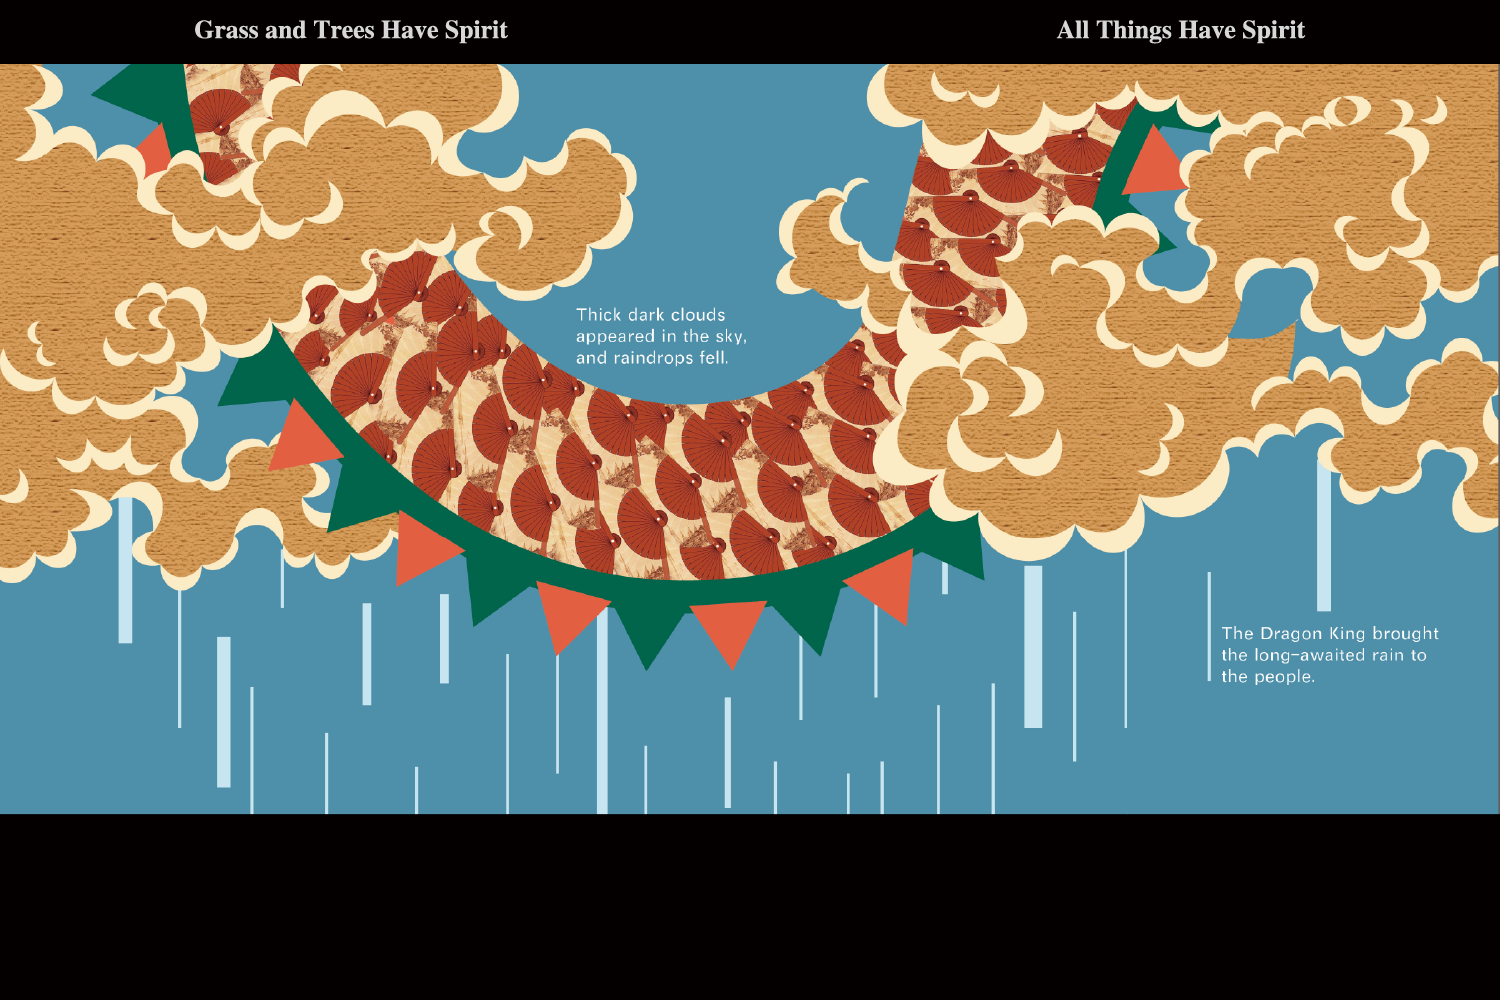 Grass and Trees Have Spirit
All Things Have Spirit
Thick dark clouds
appeared in the sky,
and raindrops fell.
The Dragon King brought
the long-awaited rain to
the people.